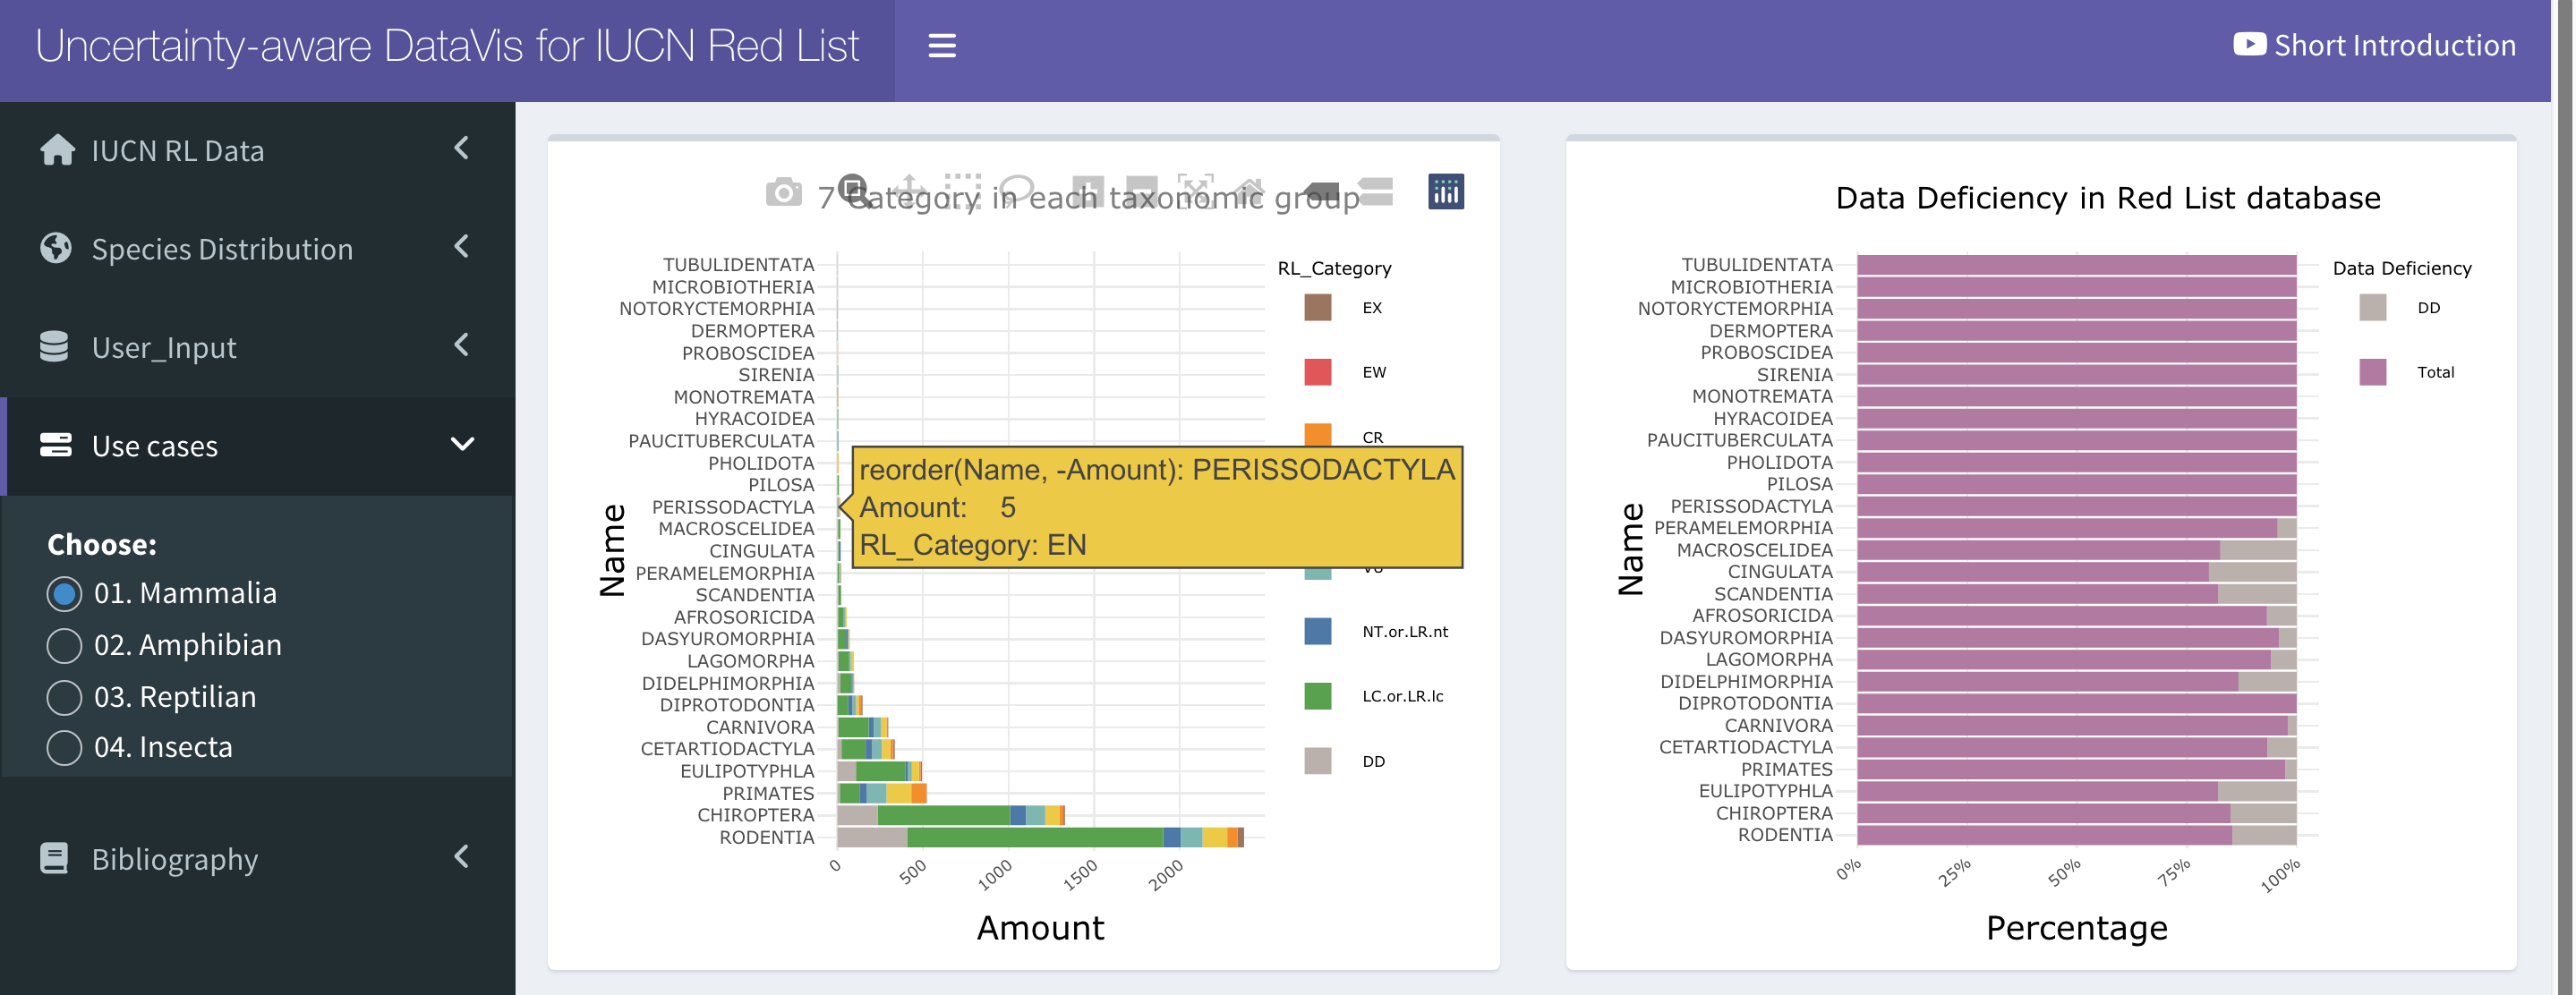 Uncertainty-aware DataVis for IUCN Red List
Short Introduction
IUCN RL Data
Species Distribution
User_Input
Use cases
Choose:
01. Mammalia
02. Amphibian
03. Reptilian
04. Insecta
Bibliography
7 Category in each taxonomic group
Name
TUBULIDENTATA
MICROBIOTHERIA
NOTORYCTEMORPHIA
DERMOPTERA
PROBOSCIDEA
SIRENIA
MONOTREMATA
HYRACOIDEA
PAUCITUBERCULATA
PHOLIDOTA
PILOSA
PERISSODACTYLA
MACROSCELIDEA
CINGULATA
PERAMELEMORPHIA
SCANDENTIA
AFROSORICIDA
DASYUROMORPHIA
LAGOMORPHA
DIDELPHIMORPHIA
DIPROTODONTIA
CARNIVORA
CETARTIODACTYLA
EULIPOTYPHLA
PRIMATES
CHIROPTERA
RODENTIA
0 500 1000 1500 2000
Amount
reorder(Name, -Amount): PERISSODACTYLA
Amount: 5
RL_Category: EN
RL_Category
EX
EW
CR
VU
NT.or.LR.nt
LC.or.LR.lc
DD
Data Deficiency in Red List database
Name
TUBULIDENTATA
MICROBIOTHERIA
NOTORYCTEMORPHIA
DERMOPTERA
PROBOSCIDEA
SIRENIA
MONOTREMATA
HYRACOIDEA
PAUCITUBERCULATA
PHOLIDOTA
PILOSA
PERISSODACTYLA
PERAMELEMORPHIA
MACROSCELIDEA
CINGULATA
SCANDENTIA
AFROSORICIDA
DASYUROMORPHIA
LAGOMORPHA
DIDELPHIMORPHIA
DIPROTODONTIA
CARNIVORA
CETARTIODACTYLA
PRIMATES
EULIPOTYPHLA
CHIROPTERA
RODENTIA
0% 25% 50% 75% 100%
Percentage
Data Deficiency
DD
Total